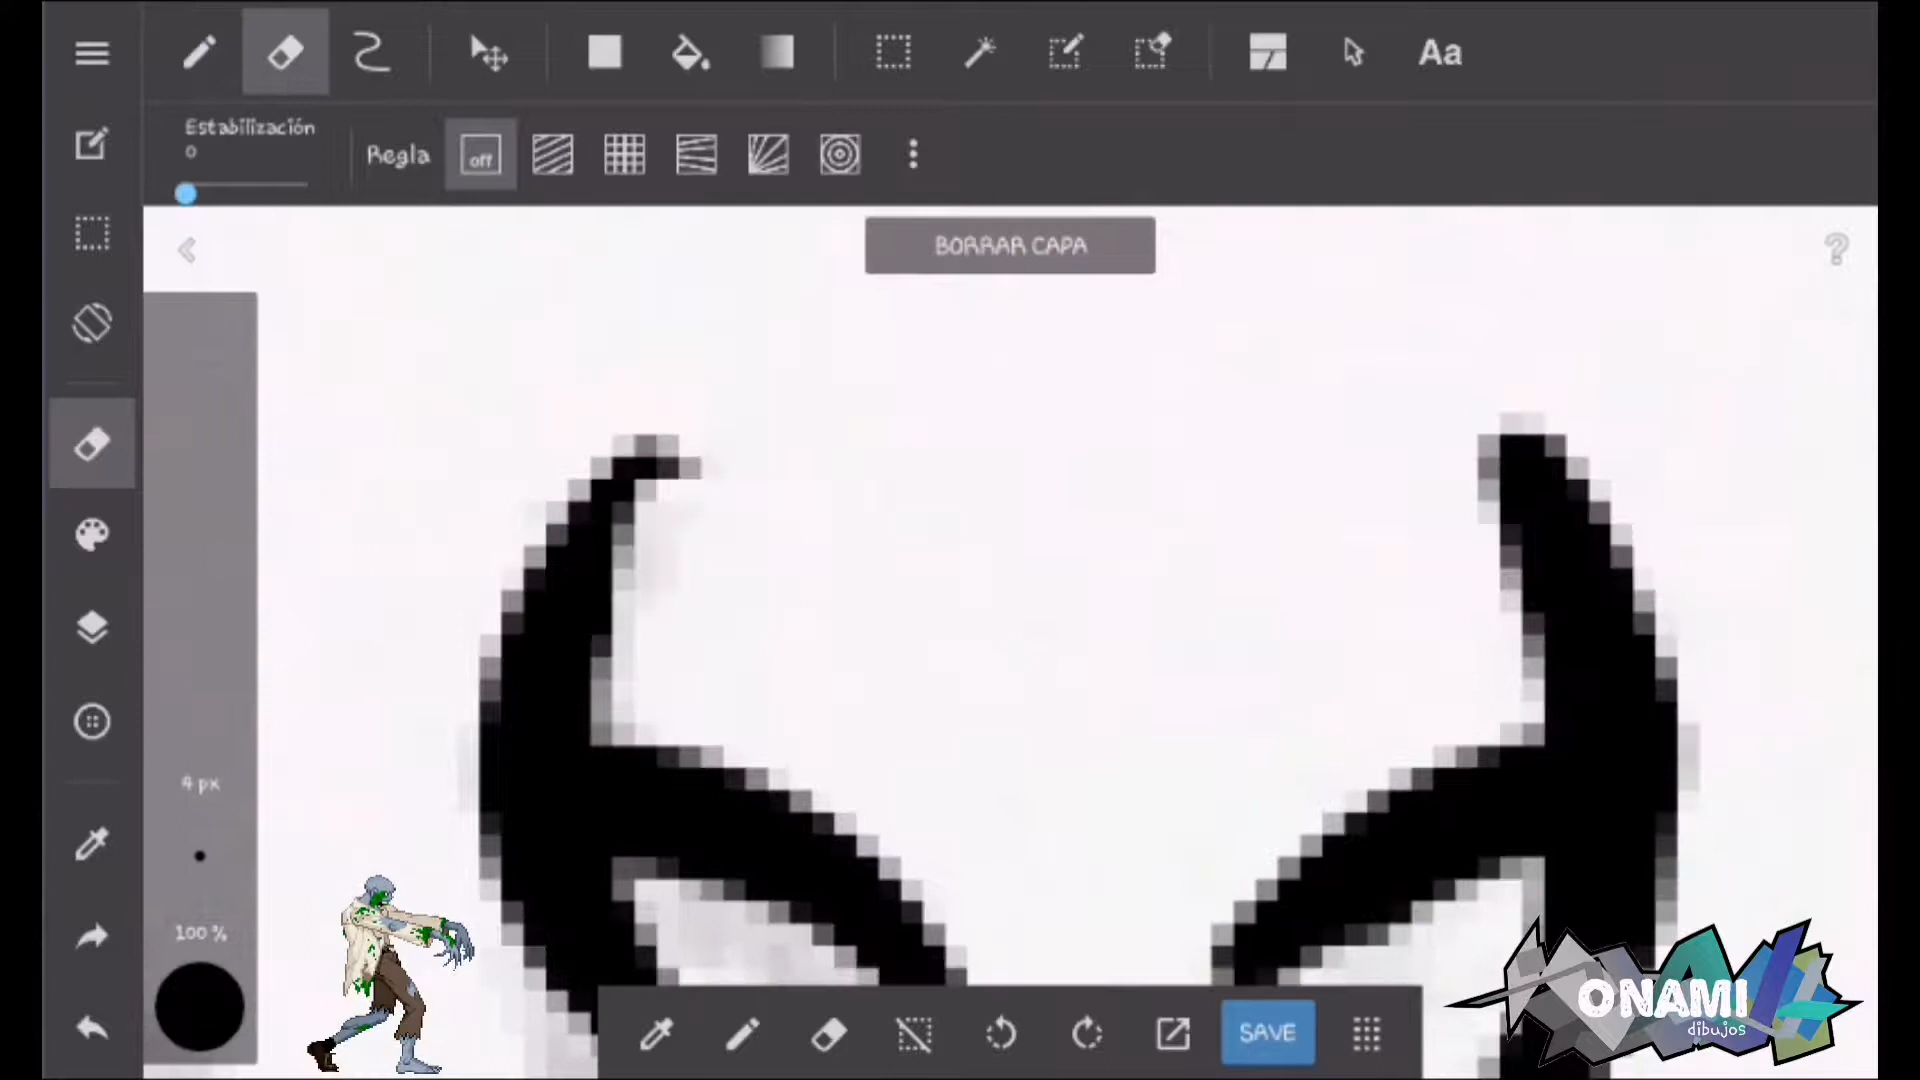 Aa
Estabilización
0
Regla
off
BORRAR CAPA
?
4 px
100 %
SAVE
ONAMI
dibujos